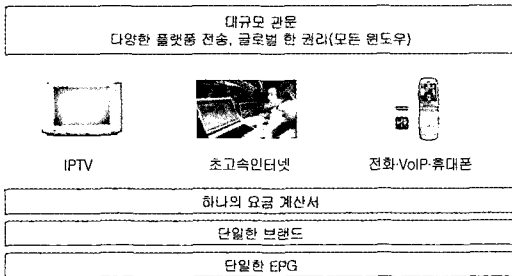 대규모 관문
다양한 플랫폼 전송, 글로벌 한 권리(모든 윈도우)
IPTV
초고속인터넷
전화·VoIP·휴대폰
하나의 요금 계산서
단일한 브랜드
단일한 EPG